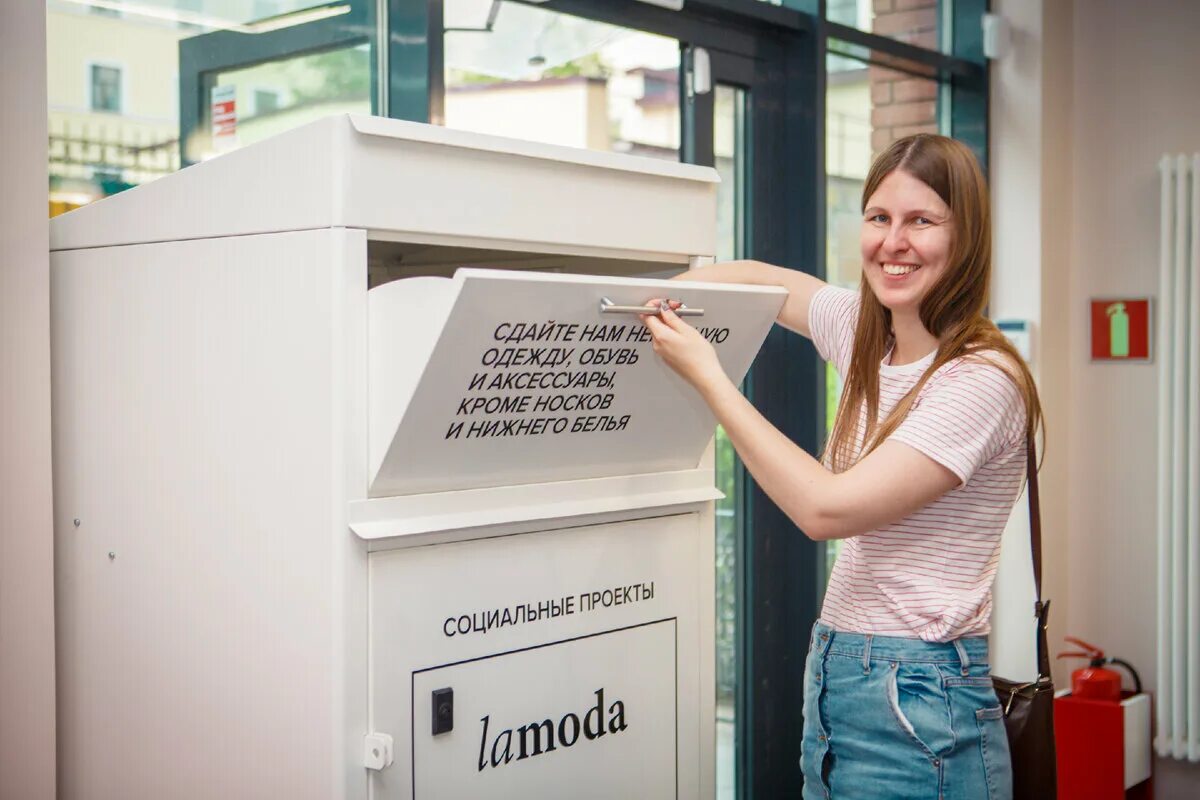 СДАЙТЕ НАМ
ОДЕЖДУ, ОБУВЬ
И АКСЕССУАРЫ,
КРОМЕ НОСКОВ
И НИЖНЕГО БЕЛЬЯ
СОЦИАЛЬНЫЕ ПРОЕКТЫ
lamoda